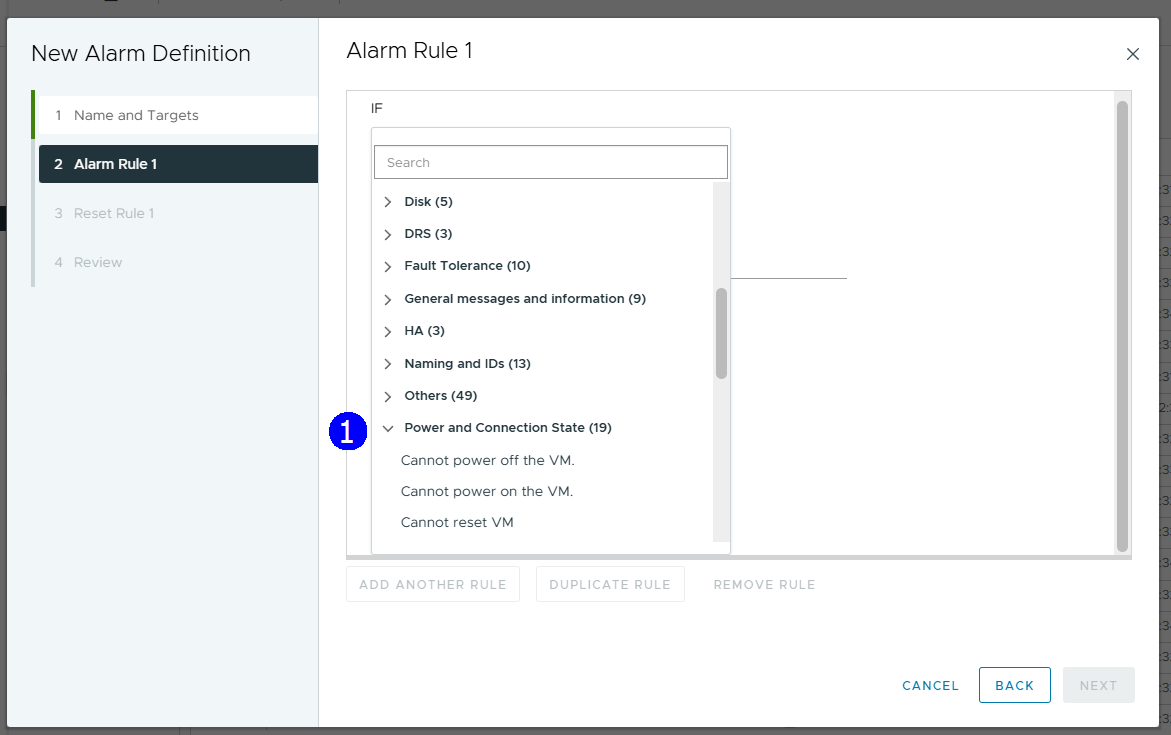 New Alarm Definition
1 Name and Targets
2 Alarm Rule 1
3 Reset Rule 1
4 Review
Alarm Rule 1
IF
Search
Disk (5)
DRS (3)
Fault Tolerance (10)
General messages and information (9)
HA (3)
Naming and IDs (13)
Others (49)
1
Power and Connection State (19)
Cannot power off the VM.
Cannot power on the VM.
Cannot reset VM
ADD ANOTHER RULE DUPLICATE RULE REMOVE RULE
CANCEL BACK NEXT